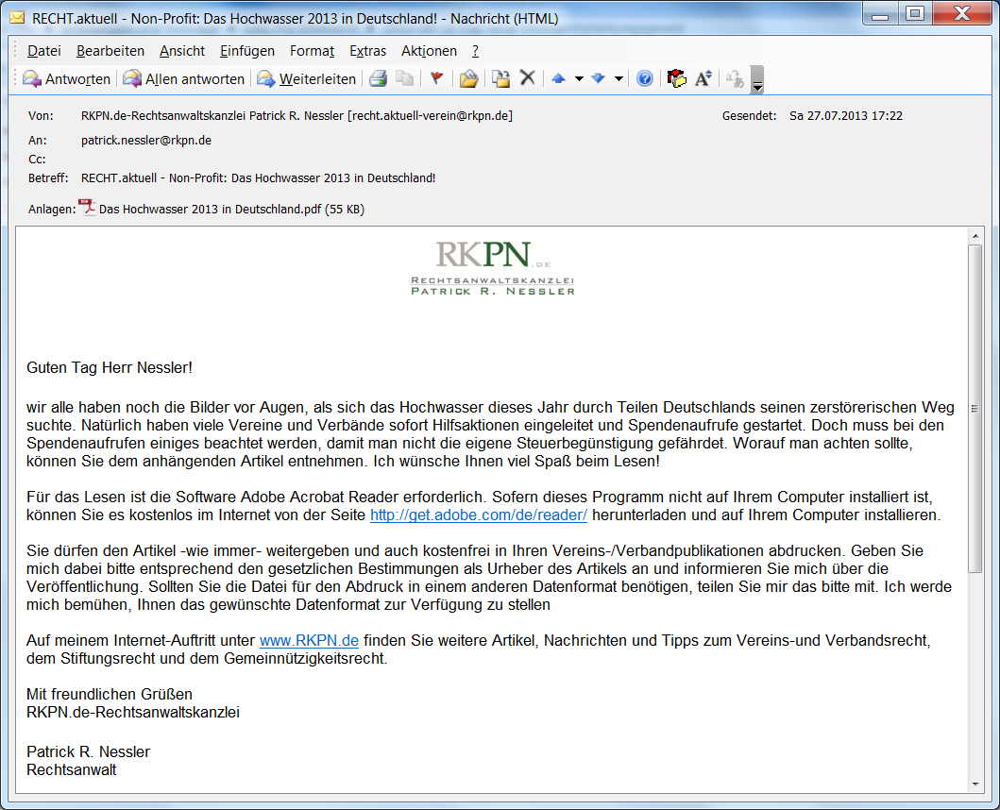 RECHT.aktuell - Non-Profit: Das Hochwasser 2013 in Deutschland! - Nachricht (HTML)
Datei Bearbeiten Ansicht Einfügen Format Extras Aktionen ?
Antworten Allen antworten Weiterleiten
Von: RKPN.de-Rechtsanwaltskanzlei Patrick R. Nessler [recht.aktuell-verein@rkpn.de] Gesendet: Sa 27.07.2013 17:22
An: patrick.nessler@rkpn.de
Cc:
Betreff: RECHT.aktuell - Non-Profit: Das Hochwasser 2013 in Deutschland!
Anlagen: Das Hochwasser 2013 in Deutschland.pdf (55 KB)
RKPN.DE
RECHTSANWALTSKANZLEI
PATRICK R. NESSLER
Guten Tag Herr Nessler!
wir alle haben noch die Bilder vor Augen, als sich das Hochwasser dieses Jahr durch Teilen Deutschlands seinen zerstörerischen Weg
suchte. Natürlich haben viele Vereine und Verbände sofort Hilfsaktionen eingeleitet und Spendenaufrufe gestartet. Doch muss bei den
Spendenaufrufen einiges beachtet werden, damit man nicht die eigene Steuerbegünstigung gefährdet. Worauf man achten sollte,
können Sie dem anhängenden Artikel entnehmen. Ich wünsche Ihnen viel Spaß beim Lesen!
Für das Lesen ist die Software Adobe Acrobat Reader erforderlich. Sofern dieses Programm nicht auf Ihrem Computer installiert ist,
können Sie es kostenlos im Internet von der Seite http://get.adobe.com/de/reader/ herunterladen und auf Ihrem Computer installieren.
Sie dürfen den Artikel -wie immer- weitergeben und auch kostenfrei in Ihren Vereins-/Verbandpublikationen abdrucken. Geben Sie
mich dabei bitte entsprechend den gesetzlichen Bestimmungen als Urheber des Artikels an und informieren Sie mich über die
Veröffentlichung. Sollten Sie die Datei für den Abdruck in einem anderen Datenformat benötigen, teilen Sie mir das bitte mit. Ich werde
mich bemühen, Ihnen das gewünschte Datenformat zur Verfügung zu stellen
Auf meinem Internet-Auftritt unter www.RKPN.de finden Sie weitere Artikel, Nachrichten und Tipps zum Vereins-und Verbandsrecht,
dem Stiftungsrecht und dem Gemeinnützigkeitsrecht.
Mit freundlichen Grüßen
RKPN.de-Rechtsanwaltskanzlei
Patrick R. Nessler
Rechtsanwalt